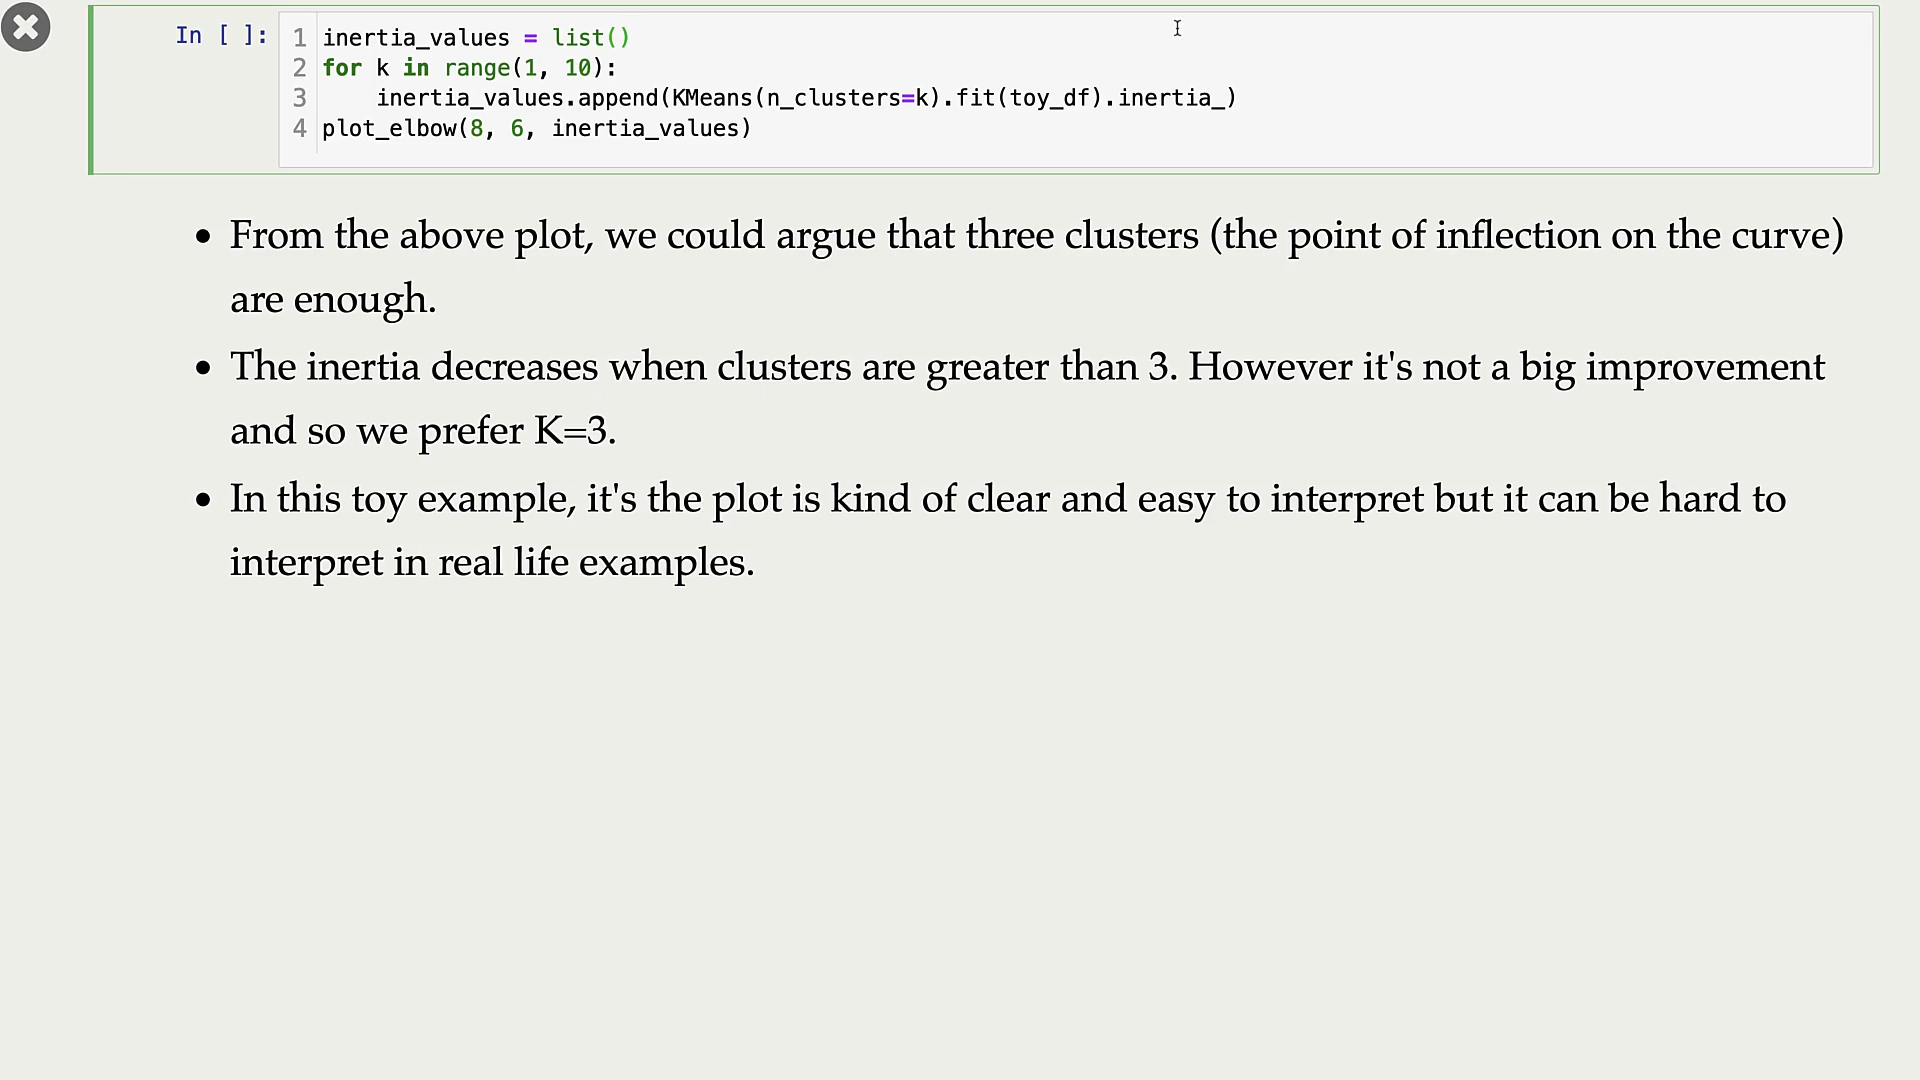 In [ ]:
1 inertia_values = list()
2 for k in range(1, 10):
3     inertia_values.append(KMeans(n_clusters=k).fit(toy_df).inertia_)
4 plot_elbow(8, 6, inertia_values)
• From the above plot, we could argue that three clusters (the point of inflection on the curve)
are enough.
• The inertia decreases when clusters are greater than 3. However it's not a big improvement
and so we prefer K=3.
• In this toy example, it's the plot is kind of clear and easy to interpret but it can be hard to
interpret in real life examples.